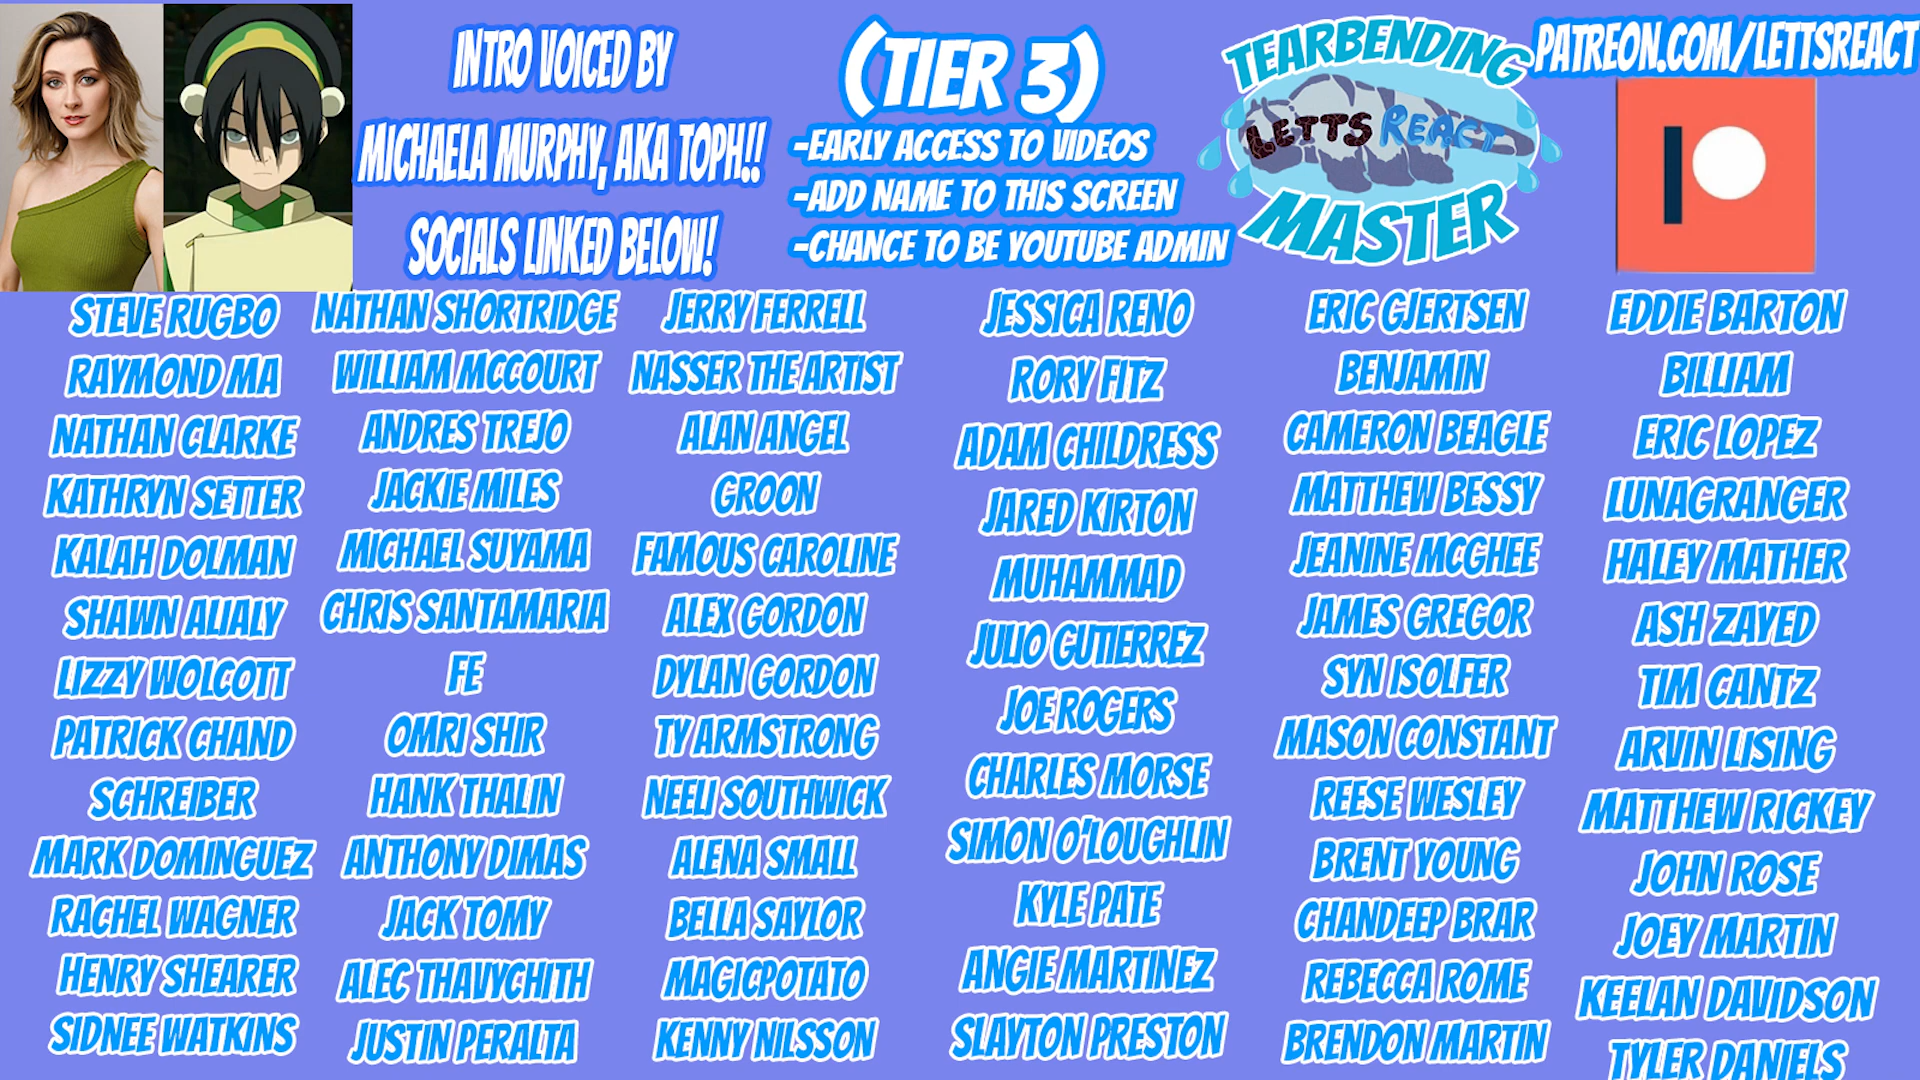 INTRO VOICED BY
MICHAELA MURPHY, AKA TOPH!!
SOCIALS LINKED BELOW!
(TIER 3)
-EARLY ACCESS TO VIDEOS
-ADD NAME TO THIS SCREEN
-CHANCE TO BE YOUTUBE ADMIN
TEARBENDING
LETTS REACT
MASTER
PATREON.COM/LETTSREACT
STEVE RUGBO
RAYMOND MA
NATHAN CLARKE
KATHRYN SETTER
KALAH DOLMAN
SHAWN ALIALY
LIZZY WOLCOTT
PATRICK CHAND
SCHREIBER
MARK DOMINGUEZ
RACHEL WAGNER
HENRY SHEARER
SIDNEE WATKINS
NATHAN SHORTRIDGE
WILLIAM MCCOURT
ANDRES TREJO
JACKIE MILES
MICHAEL SUYAMA
CHRIS SANTAMARIA
FE
OMRI SHIR
HANK THALIN
ANTHONY DIMAS
JACK TOMY
ALEC THAVYCHITH
JUSTIN PERALTA
JERRY FERRELL
NASSER THE ARTIST
ALAN ANGEL
GROON
FAMOUS CAROLINE
ALEX GORDON
DYLAN GORDON
TY ARMSTRONG
NEELI SOUTHWICK
ALENA SMALL
BELLA SAYLOR
MAGICPOTATO
KENNY NILSSON
JESSICA RENO
RORY FITZ
ADAM CHILDRESS
JARED KIRTON
MUHAMMAD
JULIO GUTIERREZ
JOE ROGERS
CHARLES MORSE
SIMON O'LOUGHLIN
KYLE PATE
ANGIE MARTINEZ
SLAYTON PRESTON
ERIC GJERTSEN
BENJAMIN
CAMERON BEAGLE
MATTHEW BESSY
JEANINE MCGHEE
JAMES GREGOR
SYN ISOLFER
MASON CONSTANT
REESE WESLEY
BRENT YOUNG
CHANDEEP BRAR
REBECCA ROME
BRENDON MARTIN
EDDIE BARTON
BILLIAM
ERIC LOPEZ
LUNAGRANGER
HALEY MATHER
ASH ZAYED
TIM CANTZ
ARVIN LISING
MATTHEW RICKEY
JOHN ROSE
JOEY MARTIN
KEELAN DAVIDSON
TYLER DANIELS